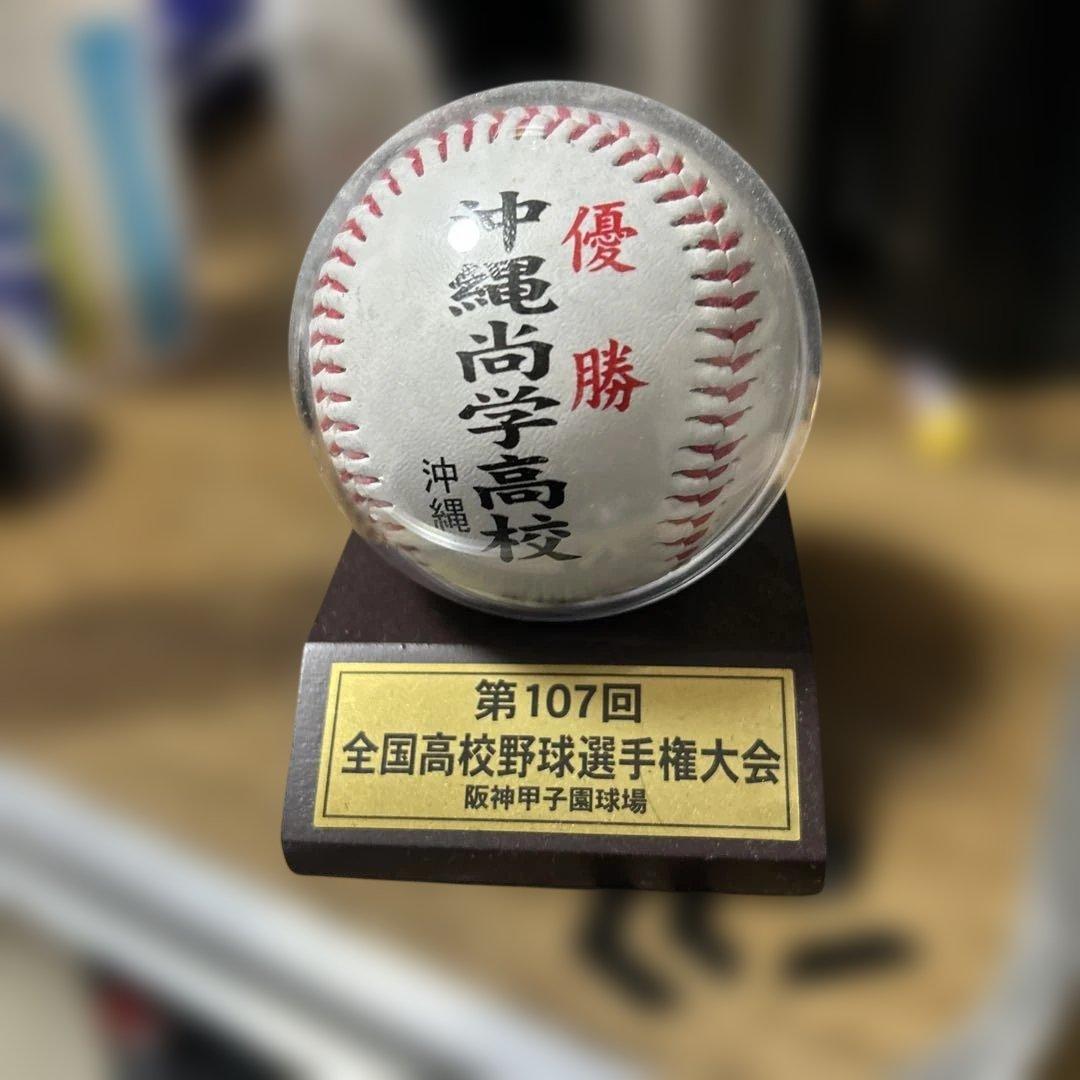 優勝
沖縄尚学高校
沖縄
第107回
全国高校野球選手権大会
阪神甲子園球場